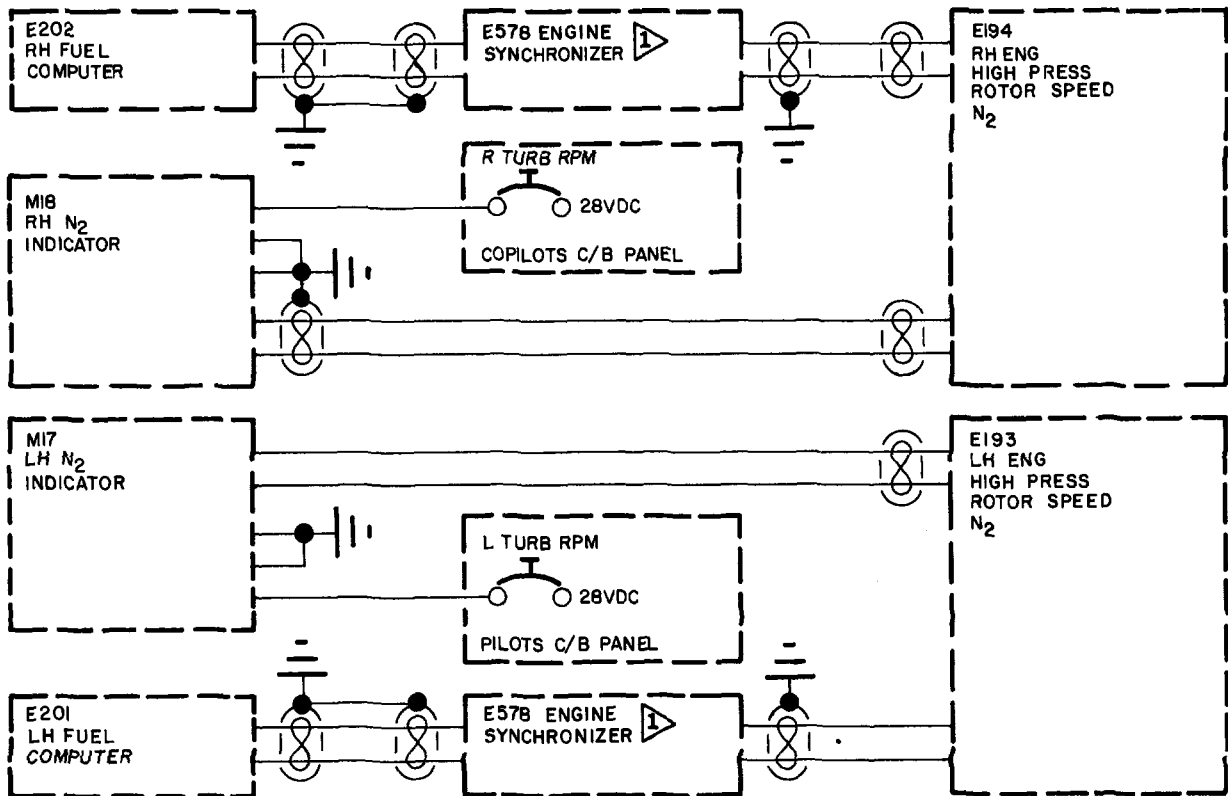 E202
RH FUEL
COMPUTER
E578 ENGINE
SYNCHRONIZER
1
E194
RH ENG
HIGH PRESS
ROTOR SPEED
N2
M18
RH N2
INDICATOR
R TURB RPM
28VDC
COPILOTS C/B PANEL
M17
LH N2
INDICATOR
L TURB RPM
28VDC
PILOTS C/B PANEL
E193
LH ENG
HIGH PRESS
ROTOR SPEED
N2
E201
LH FUEL
COMPUTER
E578 ENGINE
SYNCHRONIZER
1